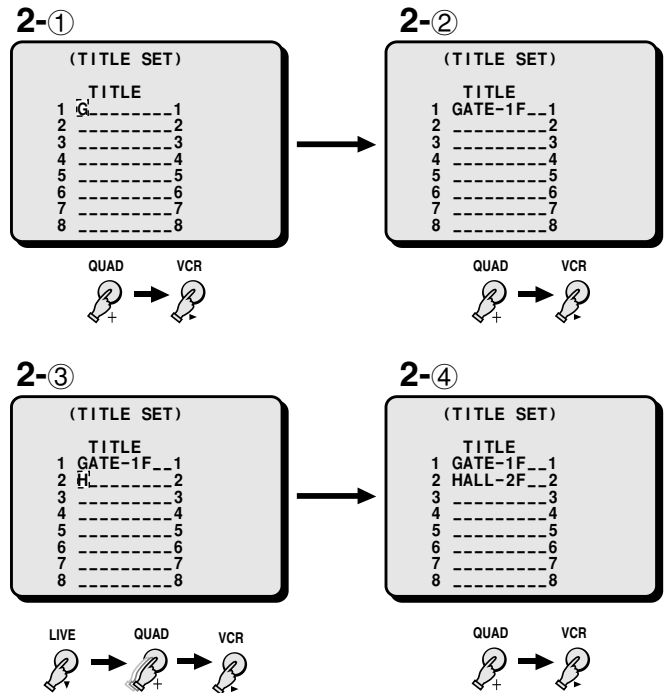 2-①
(TITLE SET)
TITLE
1 G_________1
2 __________2
3 __________3
4 __________4
5 __________5
6 __________6
7 __________7
8 __________8
QUAD VCR
+
2-②
(TITLE SET)
TITLE
1 GATE-1F__1
2 __________2
3 __________3
4 __________4
5 __________5
6 __________6
7 __________7
8 __________8
QUAD VCR
+
2-③
(TITLE SET)
TITLE
1 GATE-1F__1
2 H_________2
3 __________3
4 __________4
5 __________5
6 __________6
7 __________7
8 __________8
LIVE QUAD VCR
+
2-④
(TITLE SET)
TITLE
1 GATE-1F__1
2 HALL-2F__2
3 __________3
4 __________4
5 __________5
6 __________6
7 __________7
8 __________8
QUAD VCR
+